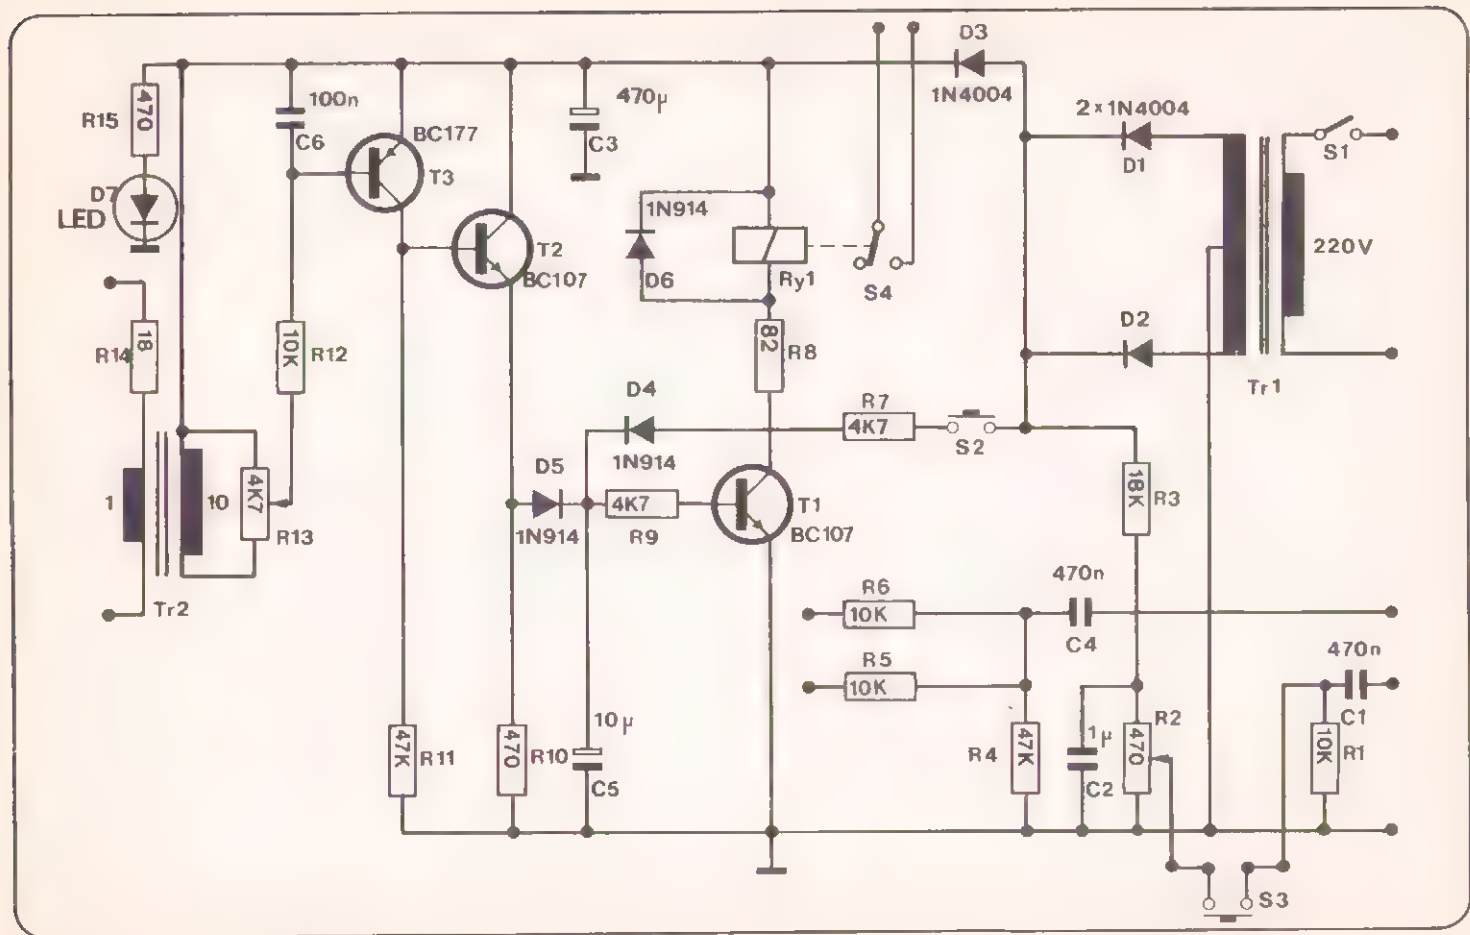 D3
1N4004
470
R15
100n
C6
BC177
T3
470µ
C3
2×1N4004
D1
S1
D7
LED
1N914
D6
Ry1
S4
T2
BC107
220V
18
R14
10K
R12
82
R8
D2
Tr1
D4
1N914
R7
4K7
S2
1
10
4K7
R13
Tr2
D5
1N914
4K7
R9
T1
BC107
18K
R3
R6
10K
470n
C4
R5
10K
470n
C1
47K
R11
470
R10
10µ
C5
R4
47K
1µ
C2
R2
470
10K
R1
S3